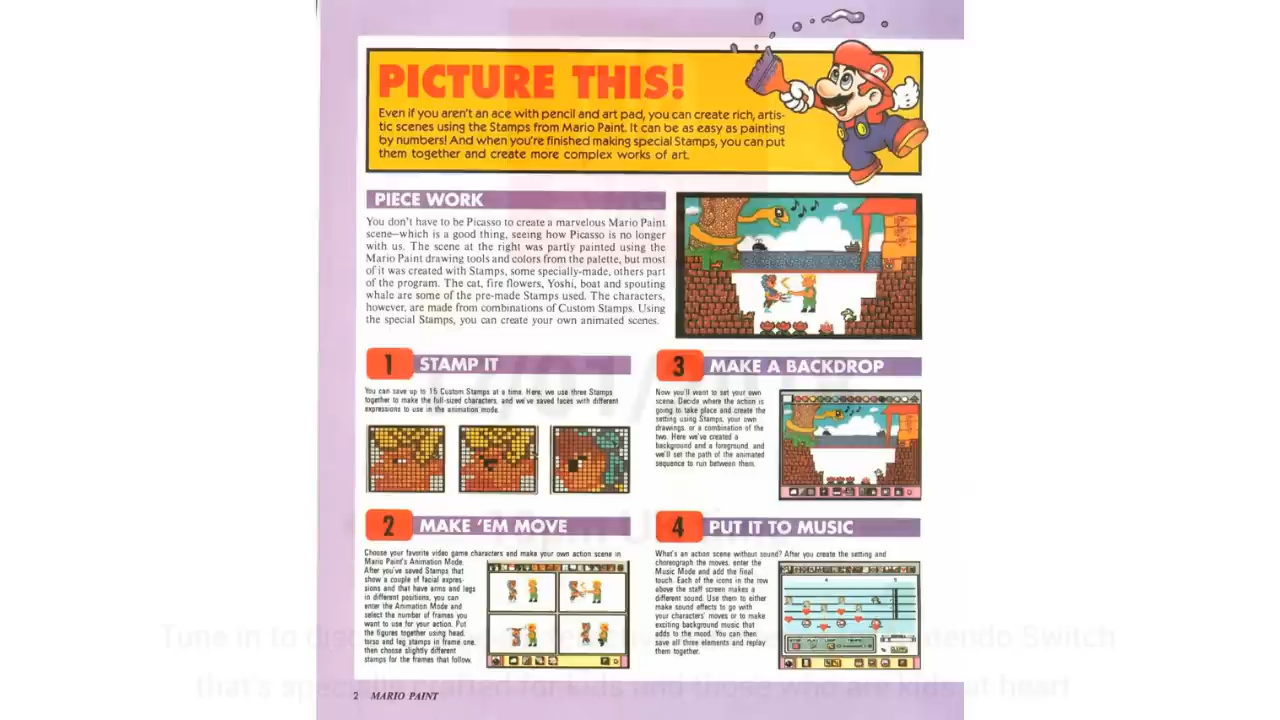 PICTURE THIS!
Even if you aren't an ace with pencil and art pad, you can create rich, artis-
tic scenes using the Stamps from Mario Paint. It can be as easy as painting
by numbers! And when you're finished making special Stamps, you can put
them together and create more complex works of art.
PIECE WORK
You don't have to be Picasso to create a marvelous Mario Paint
scene—which is a good thing, seeing how Picasso is no longer
with us. The scene at the right was partly painted using the
Mario Paint drawing tools and colors from the palette, but most
of it was created with Stamps, some specially-made, others part
of the program. The cat, fire flowers, Yoshi, boat and spouting
whale are some of the pre-made Stamps used. The characters,
however, are made from combinations of Custom Stamps. Using
the special Stamps, you can create your own animated scenes.
1 STAMP IT
You can save up to 15 Custom Stamps at a time. Here, we use three Stamps
together to make the full-sized characters, and we've saved faces with different
expressions to use in the animation mode.
2 MAKE 'EM MOVE
Choose your favorite video game characters and make your own action scene in
Mario Paint's Animation Mode.
After you've saved Stamps that
show a couple of facial expres-
sions and that have arms and legs
in different positions, you can
enter the Animation Mode and
select the number of frames you
want to use for your action. Put
the figures together using head,
torso and leg stamps in frame one,
then choose slightly different
stamps for the frames that follow.
3 MAKE A BACKDROP
Now you'll want to set your own
scene. Decide where the action is
going to take place and create the
setting using Stamps, your own
drawings, or a combination of the
two. Here we've created a
background and a foreground, and
we'll set the path of the animated
sequence to run between them.
4 PUT IT TO MUSIC
What's an action scene without sound? After you create the setting and
choreograph the moves, enter the
Music Mode and add the final
touch. Each of the icons in the row
above the staff screen makes a
different sound. Use them to either
make sound effects to go with
your characters' moves or to make
exciting background music that
adds to the mood. You can then
save all three elements and replay
them together.
2 MARIO PAINT
Tune in to disc
Nintendo Switch
that's specially crafted for kids and those who are kids at heart